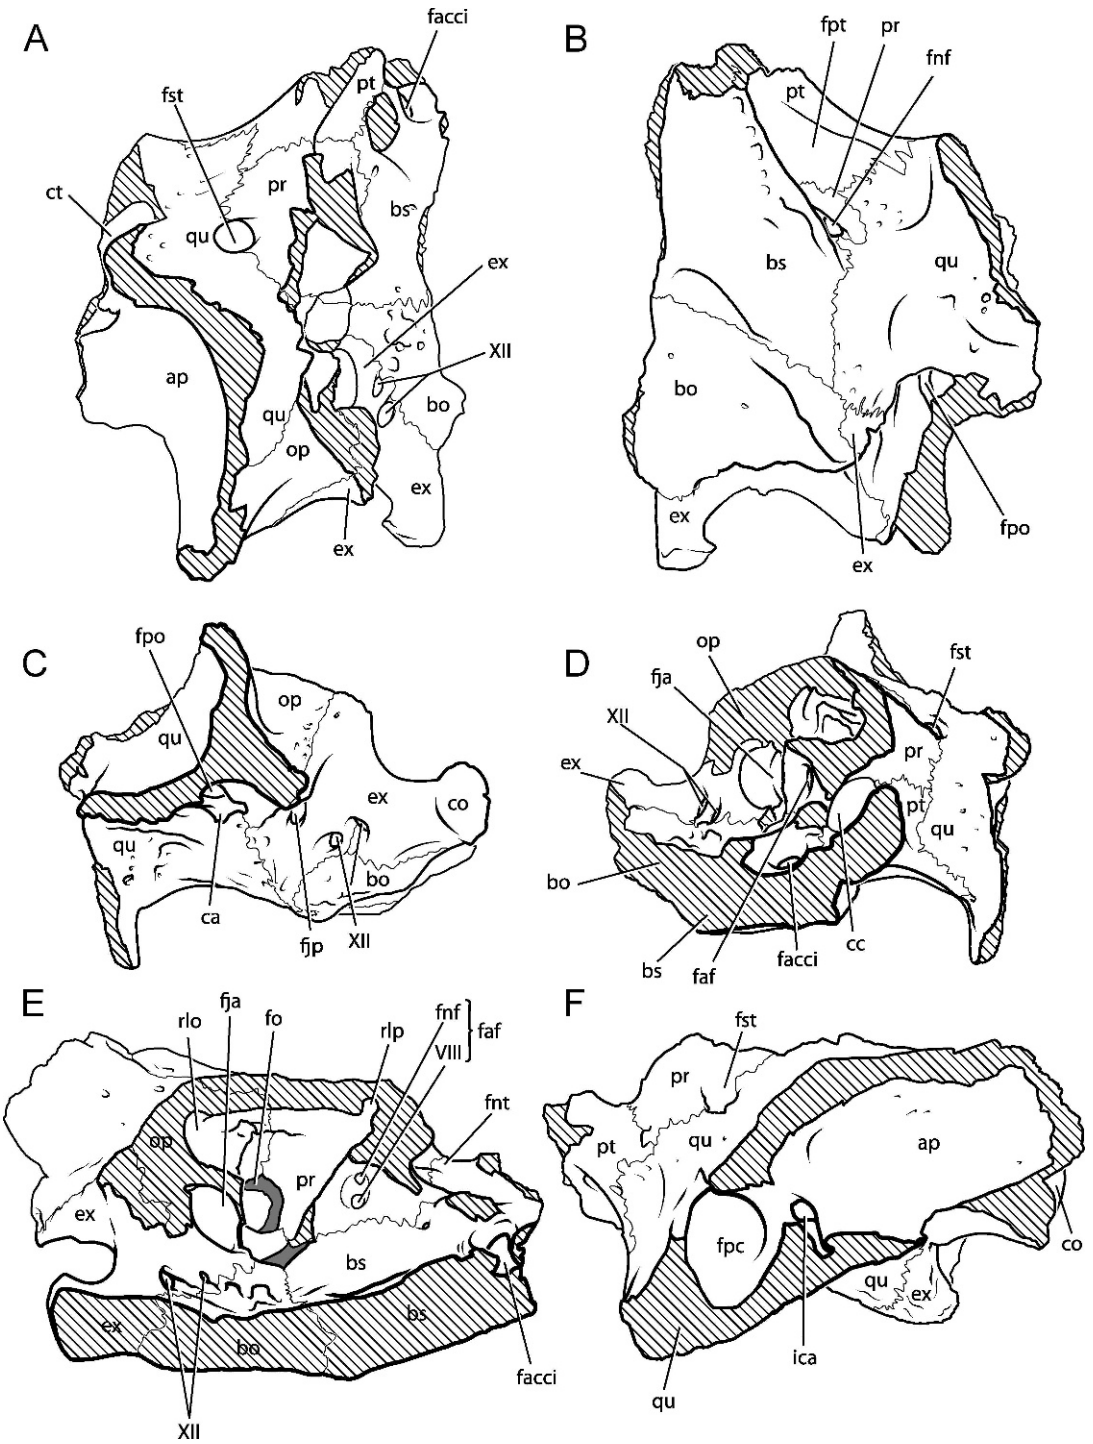 A
facci
fst
pt
ct
pr
bs
qu
ex
XII
ap
bo
qu
op
ex
ex
B
fpt
pr
fnf
pt
bs
qu
bo
ex
fpo
ex
C
fpo
op
qu
ex
co
qu
bo
ca
fjp
XII
D
op
fst
fja
XII
pr
ex
pt
qu
bo
bs
faf
facci
cc
E
fja
rlo
fo
rlp
fnf
faf
VIII
fnt
op
pr
ex
bs
bs
ex
bo
facci
XII
F
fst
pr
pt
qu
ap
fpc
co
qu
ex
ica
qu